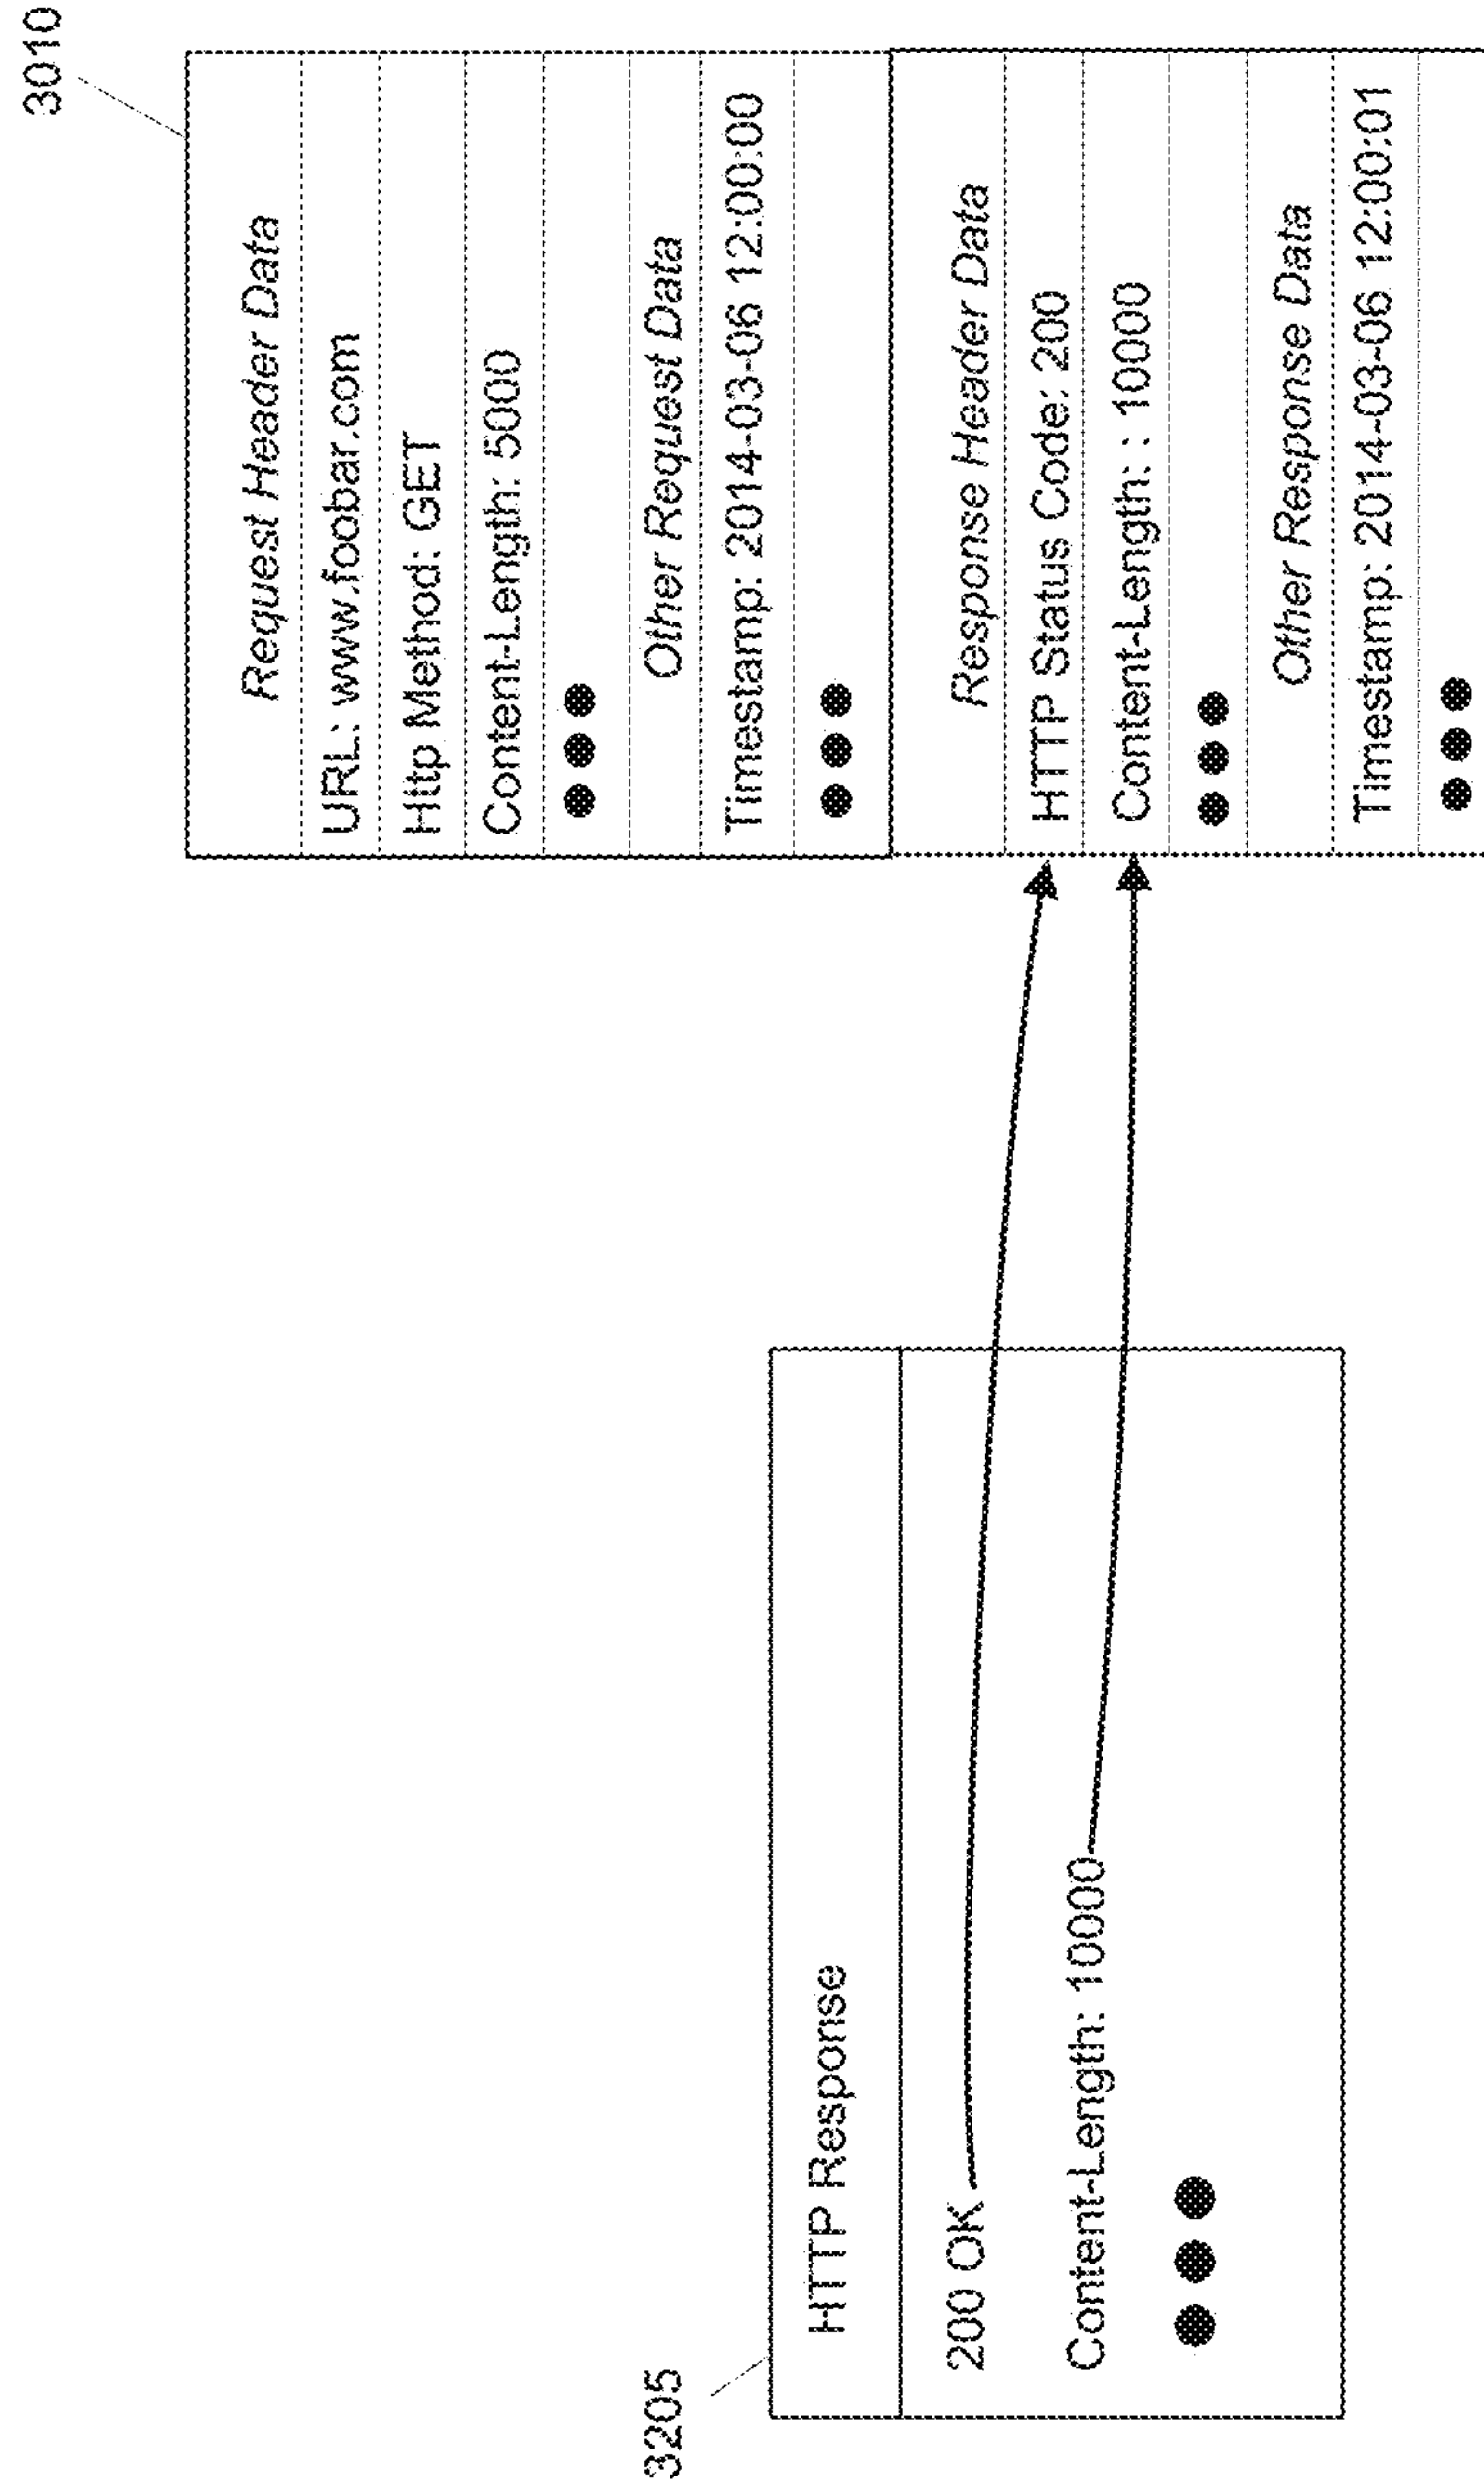 3010
Request Header Data
URL: www.foobar.com
Http Method: GET
Content-Length: 5000
Other Request Data
Timestamp: 2014-03-06 12:00:00
Response Header Data
HTTP Status Code: 200
Content-Length: : 10000
Other Response Data
Timestamp: 2014-03-06 12:00:01
3205
HTTP Response
200 OK
Content-Length: 10000